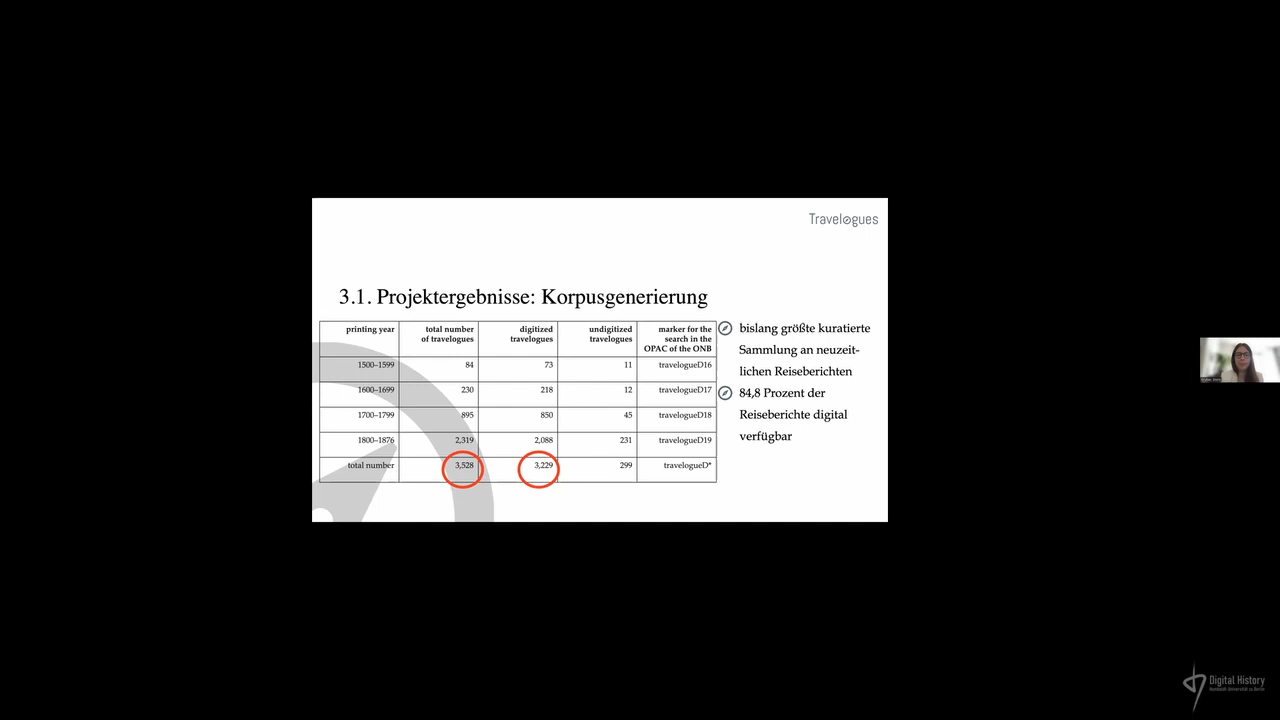 Travelogues
3.1. Projektergebnisse: Korpusgenerierung
printing year total number of travelogues digitized travelogues undigitized travelogues marker for the search in the OPAC of the ONB
1500–1599 84 73 11 travelogueD16
1600–1699 230 218 12 travelogueD17
1700–1799 895 850 45 travelogueD18
1800–1876 2,319 2,088 231 travelogueD19
total number 3,528 3,229 299 travelogueD*
bislang größte kuratierte
Sammlung an neuzeit-
lichen Reiseberichten
84,8 Prozent der
Reiseberichte digital
verfügbar
Digital History
Humboldt-Universität zu Berlin